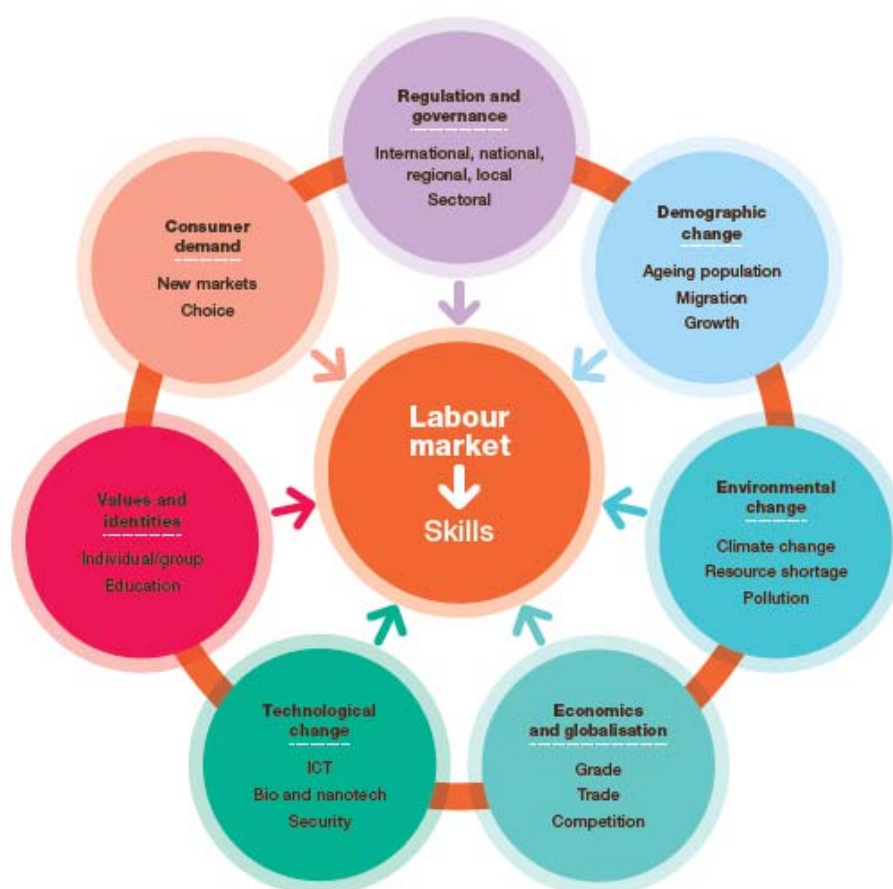 Regulation and
governance
International, national,
regional, local
Sectoral
Demographic
change
Ageing population
Migration
Growth
Environmental
change
Climate change
Resource shortage
Pollution
Economics
and globalisation
Grade
Trade
Competition
Technological
change
ICT
Bio and nanotech
Security
Values and
identities
Individual/group
Education
Consumer
demand
New markets
Choice
Labour
market
Skills